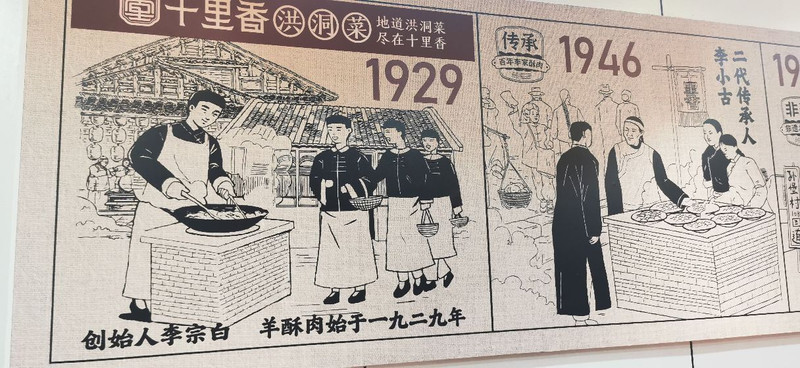 十里香洪洞菜
地道洪洞菜
尽在十里香
1929
创始人李宗白
羊酥肉始于一九二九年
传承
百年李家酥肉
1946
二代传承人
李小古
19
非